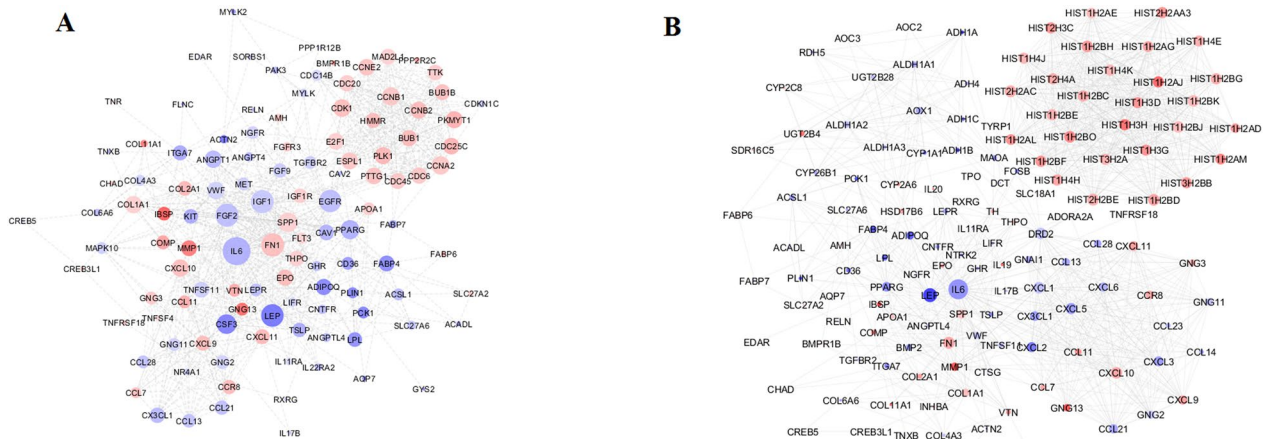 A
MYLK2
EDAR
SORBS1
PPP1R12B
MAD2L1
BMPR1B
PPP2R2C
PAK3
CDC14B
CCNE2
TTK
CDC20
BUB1B
TNR
FLNC
RELN
MYLK
CCNB1
CDK1
CCNB2
CDKN1C
AMH
HMMR
PKMYT1
NGFR
ACTN2
COL11A1
E2F1
BUB1
FGFR3
CDC25C
TNXB
ITGA7
ANGPT1
ANGPT4
TGFBR2
ESPL1
PLK1
CCNA2
FGF9
CAV2
PTTG1
CDC6
CDC45
CHAD
COL4A3
COL2A1
VWF
MET
IGF1R
COL1A1
IGF1
EGFR
APOA1
COL6A6
IBSP
KIT
FGF2
SPP1
FABP7
CREB5
CAV1
PPARG
FLT3
COMP
MMP1
IL6
FN1
MAPK10
FABP6
THPO
CD36
FABP4
CXCL10
GHR
CREB3L1
EPO
TNFSF11
VTN
LEPR
ADIPOQ
PLIN1
ACSL1
SLC27A2
GNG3
CCL11
LIFR
CNTFR
GNG13
PCK1
TNFRSF18
TNFSF4
CSF3
LEP
SLC27A6
ACADL
TSLP
ANGPTL4
LPL
CXCL11
GNG11
CXCL9
CCL28
GNG2
IL11RA
IL22RA2
NR4A1
AQP7
CCL7
CCR8
GYS2
RXRG
CX3CL1
CCL21
CCL13
IL17B
B
HIST1H2AE
HIST2H2AA3
AOC2
ADH1A
HIST2H3C
AOC3
HIST1H4E
HIST1H2BH
HIST1H2AG
RDH5
HIST1H4J
ALDH1A1
UGT2B28
HIST1H4K
HIST2H4A
HIST1H2AJ
HIST1H2BG
CYP2C8
ADH4
HIST2H2AC
HIST1H2BC
HIST1H3D
HIST1H2BK
AOX1
HIST1H2BE
ADH1C
ALDH1A2
TYRP1
HIST1H3H
HIST1H2BJ
HIST1H2AD
UGT2B4
HIST1H2BO
HIST1H2AL
ALDH1A3
CYP1A1
ADH1B
HIST1H3G
SDR16C5
MAOA
HIST1H2BF
HIST3H2A
HIST1H2AM
CYP26B1
PCK1
TPO
FOSB
HIST1H4H
DCT
HIST3H2BB
CYP2A6
IL20
SLC18A1
ACSL1
RXRG
HIST2H2BE
HIST1H2BD
SLC27A6
HSD17B6
LEPR
TH
FABP6
THPO
ADORA2A
TNFRSF18
FABP4
ADIPOQ
IL11RA
DRD2
AMH
CNTFR
LIFR
CCL28
CXCL11
ACADL
LPL
NTRK2
GNAI1
CCL13
GNG3
CD36
NGFR
EPO
GHR
IL19
FABP7
PLIN1
PPARG
IL6
CXCL1
CXCL6
CCR8
LEP
IL17B
GNG11
AQP7
SLC27A2
IBSP
CXCL5
APOA1
SPP1
TSLP
CX3CL1
RELN
CCL23
ANGPTL4
COMP
VWF
EDAR
BMPR1B
BMP2
FN1
TNFSF11
CXCL2
CCL11
CCL14
TGFBR2
CXCL3
ITGA7
MMP1
CTSG
CXCL10
COL2A1
CHAD
COL1A1
CCL7
COL6A6
COL11A1
INHBA
CXCL9
GNG13
VTN
GNG2
CREB5
CREB3L1
ACTN2
CCL21
TNXB
COL4A3